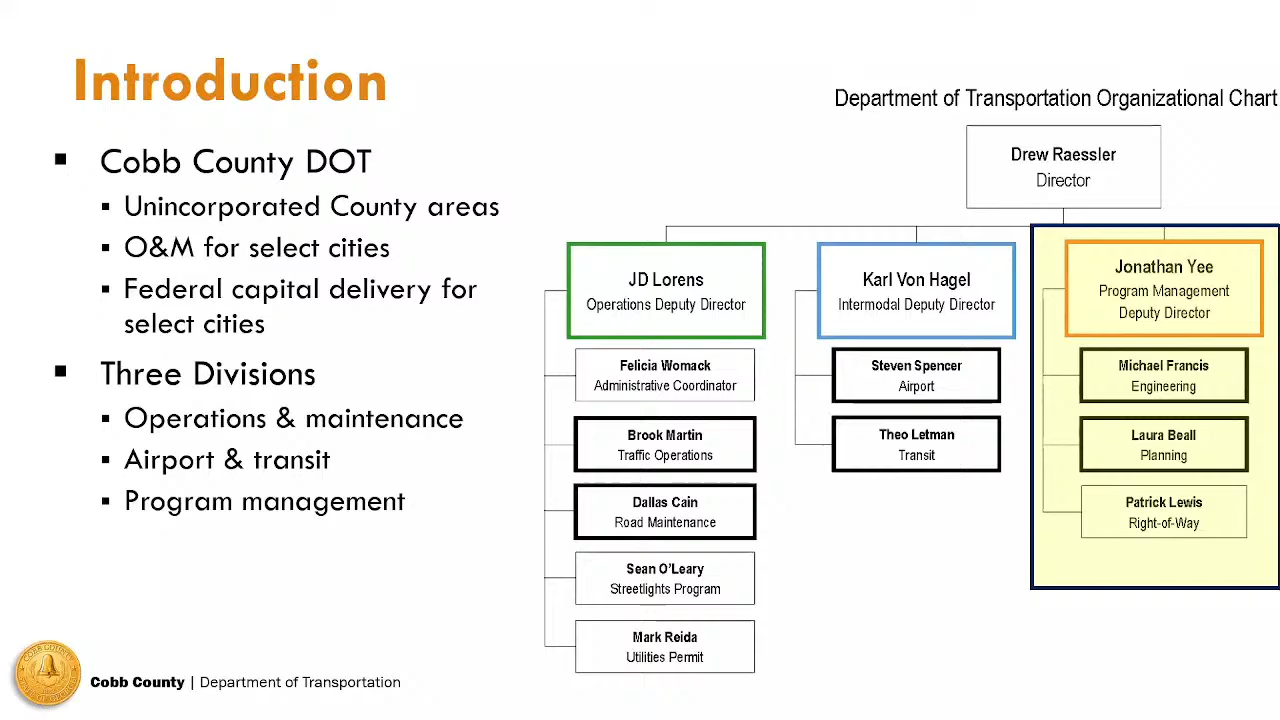 Introduction
Cobb County DOT
Unincorporated County areas
O&M for select cities
Federal capital delivery for
select cities
Three Divisions
Operations & maintenance
Airport & transit
Program management
Department of Transportation Organizational Chart
Drew Raessler
Director
JD Lorens
Operations Deputy Director
Felicia Womack
Administrative Coordinator
Brook Martin
Traffic Operations
Dallas Cain
Road Maintenance
Sean O'Leary
Streetlights Program
Mark Reida
Utilities Permit
Karl Von Hagel
Intermodal Deputy Director
Steven Spencer
Airport
Theo Letman
Transit
Jonathan Yee
Program Management
Deputy Director
Michael Francis
Engineering
Laura Beall
Planning
Patrick Lewis
Right-of-Way
Cobb County | Department of Transportation